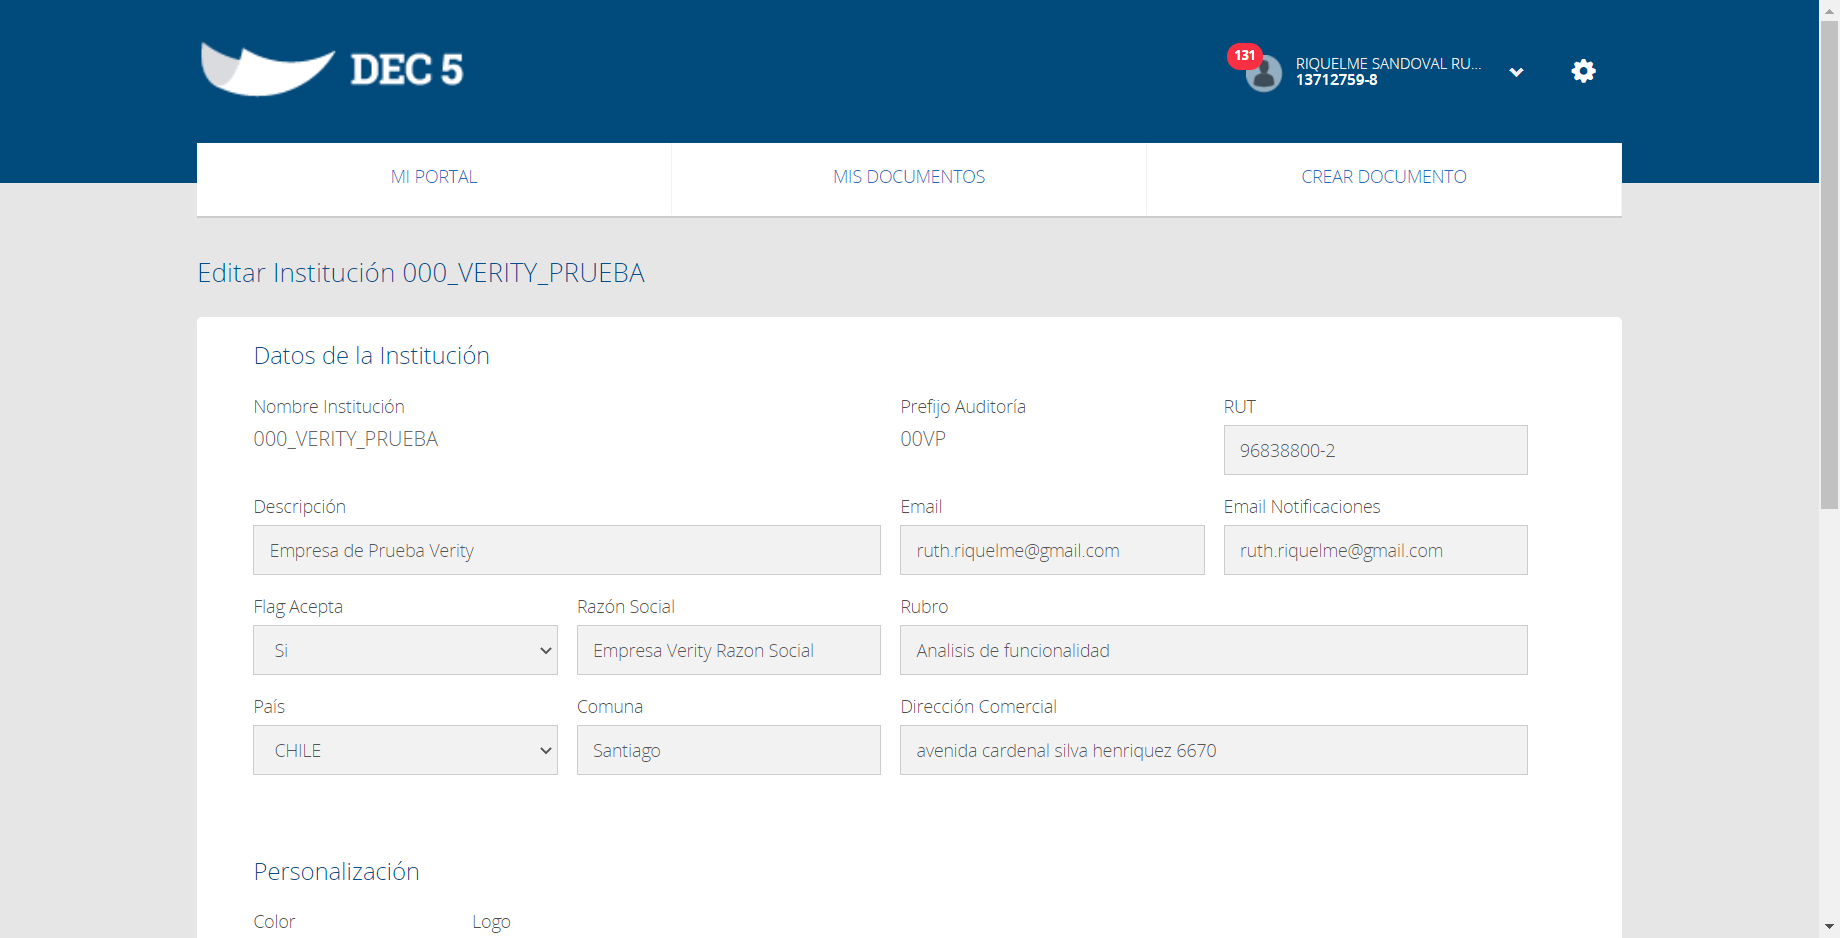 DEC 5
131
RIQUELME SANDOVAL RU...
13712759-8
MI PORTAL
MIS DOCUMENTOS
CREAR DOCUMENTO
Editar Institución 000_VERITY_PRUEBA
Datos de la Institución
Nombre Institución
Prefijo Auditoría
RUT
000_VERITY_PRUEBA
00VP
96838800-2
Descripción
Email
Email Notificaciones
Empresa de Prueba Verity
ruth.riquelme@gmail.com
ruth.riquelme@gmail.com
Flag Acepta
Razón Social
Rubro
Si
Empresa Verity Razon Social
Analisis de funcionalidad
País
Comuna
Dirección Comercial
CHILE
Santiago
avenida cardenal silva henriquez 6670
Personalización
Color
Logo